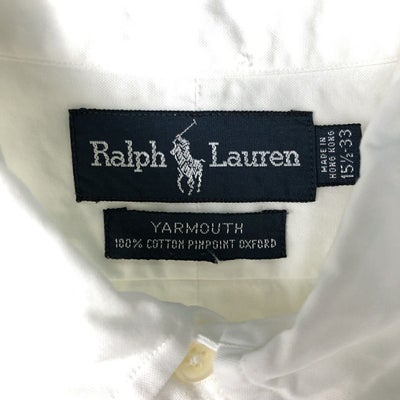 Ralph Lauren
MADE IN
HONG KONG
15½-33
YARMOUTH
100% COTTON PINPOINT OXFORD